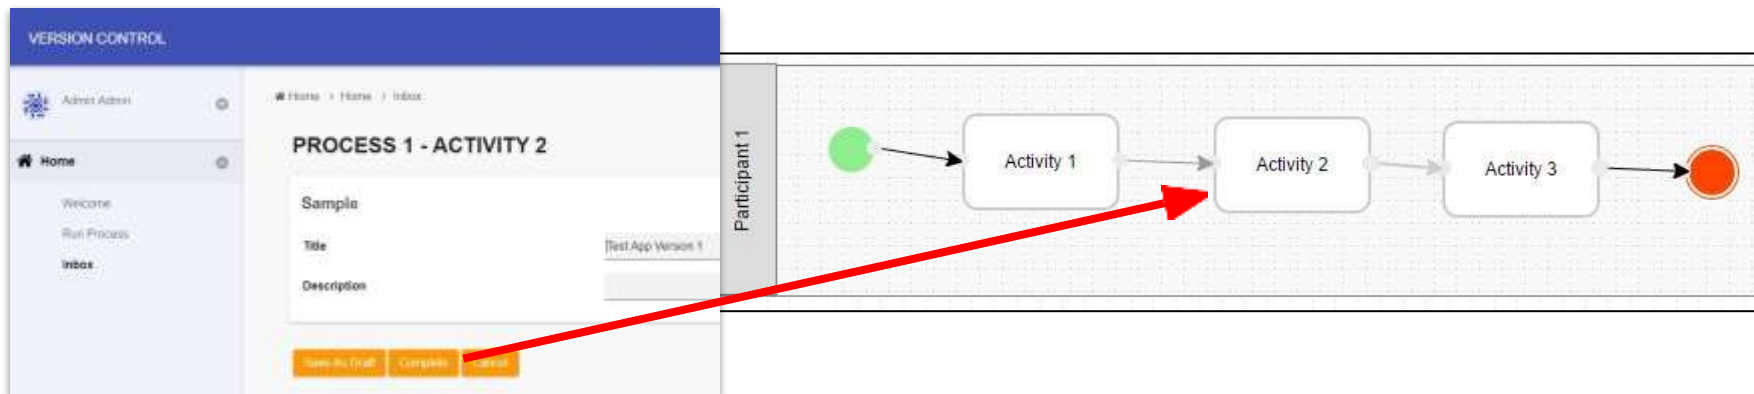 VERSION CONTROL
Admin Admin
Home
Welcome
Run Process
Inbox
Home > Home > Inbox
PROCESS 1 - ACTIVITY 2
Sample
Title
Test App Version 1
Description
Save As Draft
Complete
Cancel
Participant 1
Activity 1
Activity 2
Activity 3